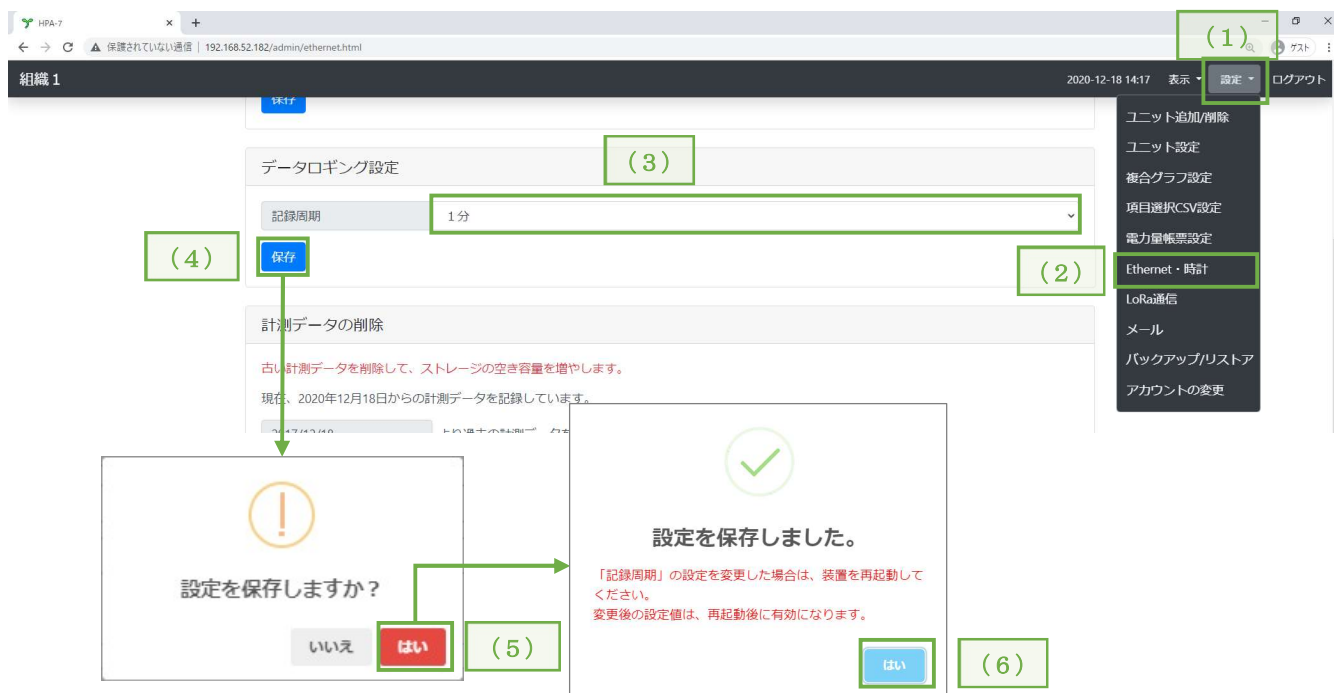 HPA-7
保護されていない通信 | 192.168.52.182/admin/ethernet.html
ゲスト
(1)
組織 1
2020-12-18 14:17 表示 設定 ログアウト
保存
ユニット追加/削除
ユニット設定
複合グラフ設定
項目選択CSV設定
電力量帳票設定
Ethernet・時計
LoRa通信
メール
バックアップ/リストア
アカウントの変更
(2)
データロギング設定
(3)
記録周期
1分
(4)
保存
計測データの削除
古い計測データを削除して、ストレージの空き容量を増やします。
現在、2020年12月18日からの計測データを記録しています。
2017/12/18 より過去の計測データを
設定を保存しますか？
いいえ
はい
(5)
設定を保存しました。
「記録周期」の設定を変更した場合は、装置を再起動して
ください。
変更後の設定値は、再起動後に有効になります。
はい
(6)